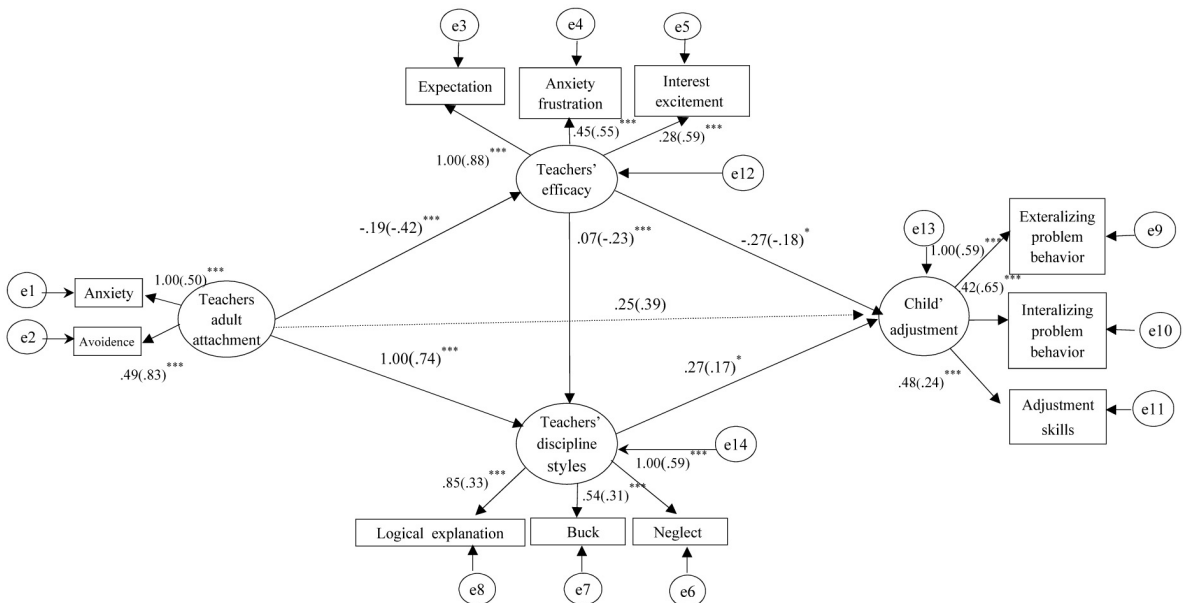 e3
e4
e5
Expectation
Anxiety
frustration
Interest
excitement
1.00(.88)***
.45(.55)***
.28(.59)***
Teachers’
efficacy
e12
-.19(-.42)***
.07(-.23)***
-.27(-.18)*
e13
1.00(.59)***
Exteralizing
problem
behavior
e9
e1
Anxiety
1.00(.50)***
e2
Avoidence
.49(.83)***
Teachers
adult
attachment
.25(.39)
Child’
adjustment
.42(.65)***
Interalizing
problem
behavior
e10
1.00(.74)***
.27(.17)*
.48(.24)***
Adjustment
skills
e11
Teachers’
discipline
styles
e14
1.00(.59)***
.85(.33)***
.54(.31)***
Logical explanation
Buck
Neglect
e8
e7
e6